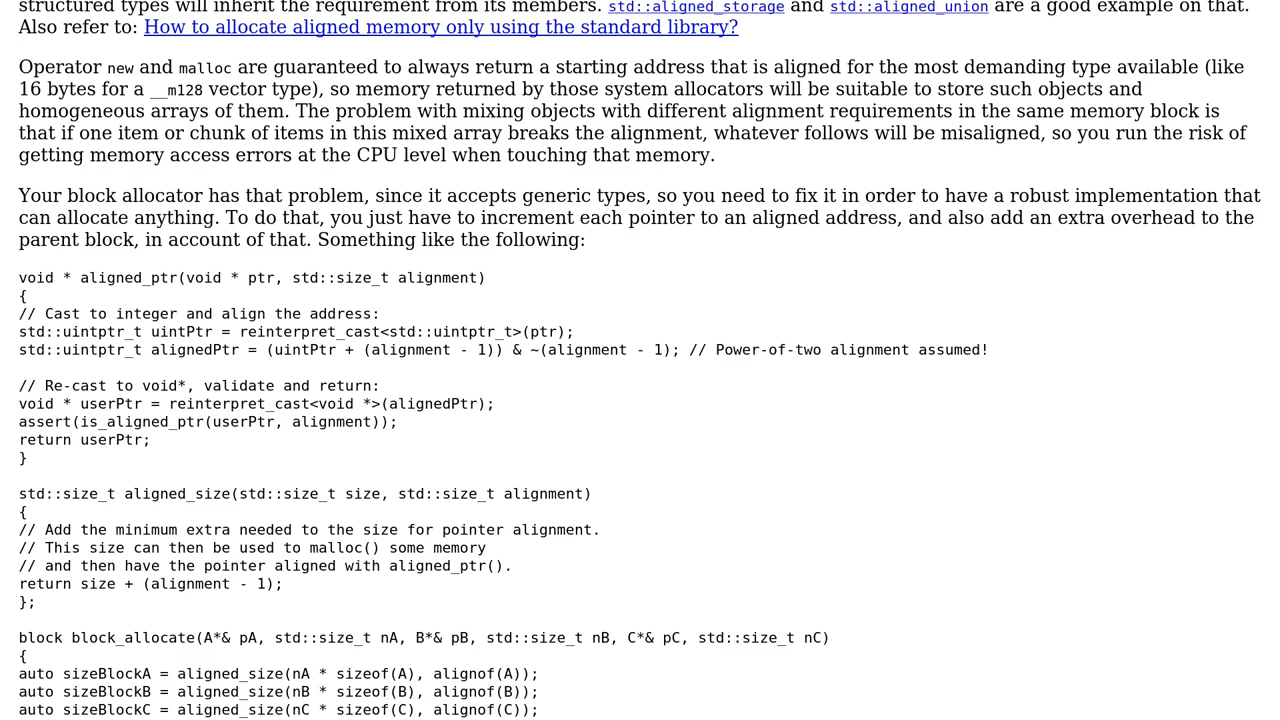 structured types will inherit the requirement from its members. std::aligned_storage and std::aligned_union are a good example on that.
Also refer to: How to allocate aligned memory only using the standard library?
Operator new and malloc are guaranteed to always return a starting address that is aligned for the most demanding type available (like
16 bytes for a __m128 vector type), so memory returned by those system allocators will be suitable to store such objects and
homogeneous arrays of them. The problem with mixing objects with different alignment requirements in the same memory block is
that if one item or chunk of items in this mixed array breaks the alignment, whatever follows will be misaligned, so you run the risk of
getting memory access errors at the CPU level when touching that memory.
Your block allocator has that problem, since it accepts generic types, so you need to fix it in order to have a robust implementation that
can allocate anything. To do that, you just have to increment each pointer to an aligned address, and also add an extra overhead to the
parent block, in account of that. Something like the following:
void * aligned_ptr(void * ptr, std::size_t alignment)
{
// Cast to integer and align the address:
std::uintptr_t uintPtr = reinterpret_cast<std::uintptr_t>(ptr);
std::uintptr_t alignedPtr = (uintPtr + (alignment - 1)) & ~(alignment - 1); // Power-of-two alignment assumed!
// Re-cast to void*, validate and return:
void * userPtr = reinterpret_cast<void *>(alignedPtr);
assert(is_aligned_ptr(userPtr, alignment));
return userPtr;
}
std::size_t aligned_size(std::size_t size, std::size_t alignment)
{
// Add the minimum extra needed to the size for pointer alignment.
// This size can then be used to malloc() some memory
// and then have the pointer aligned with aligned_ptr().
return size + (alignment - 1);
};
block block_allocate(A*& pA, std::size_t nA, B*& pB, std::size_t nB, C*& pC, std::size_t nC)
{
auto sizeBlockA = aligned_size(nA * sizeof(A), alignof(A));
auto sizeBlockB = aligned_size(nB * sizeof(B), alignof(B));
auto sizeBlockC = aligned_size(nC * sizeof(C), alignof(C));